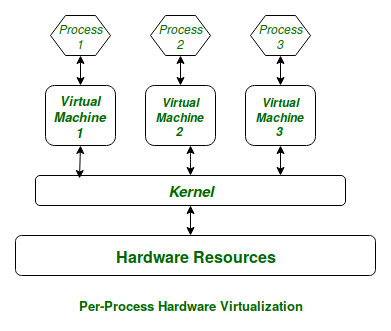 Process
1
Process
2
Process
3
Virtual
Machine
1
Virtual
Machine
2
Virtual
Machine
3
Kernel
Hardware Resources
Per-Process Hardware Virtualization